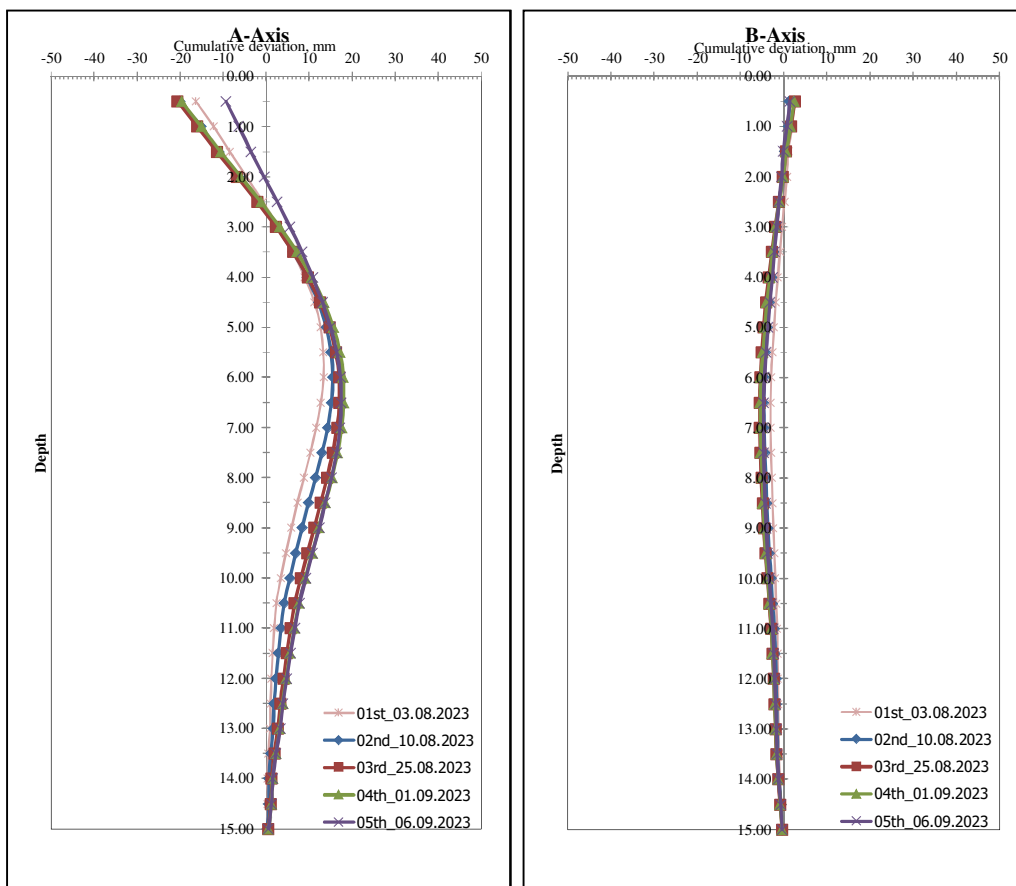 A-Axis
Cumulative deviation, mm
-50 -40 -30 -20 -10 0 10 20 30 40 50
0.00
1.00
2.00
3.00
4.00
5.00
6.00
7.00
8.00
9.00
10.00
11.00
12.00
13.00
14.00
15.00
Depth
01st_03.08.2023
02nd_10.08.2023
03rd_25.08.2023
04th_01.09.2023
05th_06.09.2023
B-Axis
Cumulative deviation, mm
-50 -40 -30 -20 -10 0 10 20 30 40 50
0.00
1.00
2.00
3.00
4.00
5.00
6.00
7.00
8.00
9.00
10.00
11.00
12.00
13.00
14.00
15.00
Depth
01st_03.08.2023
02nd_10.08.2023
03rd_25.08.2023
04th_01.09.2023
05th_06.09.2023